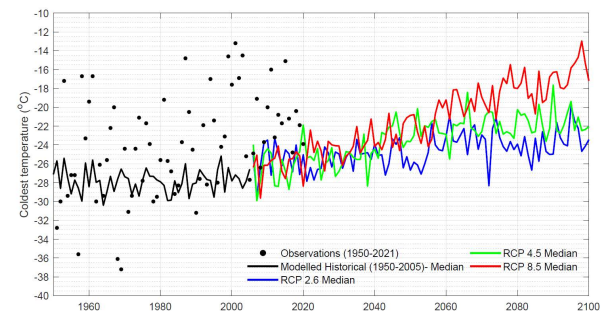 -10
-12
-14
-16
-18
-20
-22
-24
-26
-28
-30
-32
-34
-36
-38
-40
Coldest temperature (°C)
Observations (1950-2021)
Modelled Historical (1950-2005)- Median
RCP 2.6 Median
RCP 4.5 Median
RCP 8.5 Median
1960 1980 2000 2020 2040 2060 2080 2100